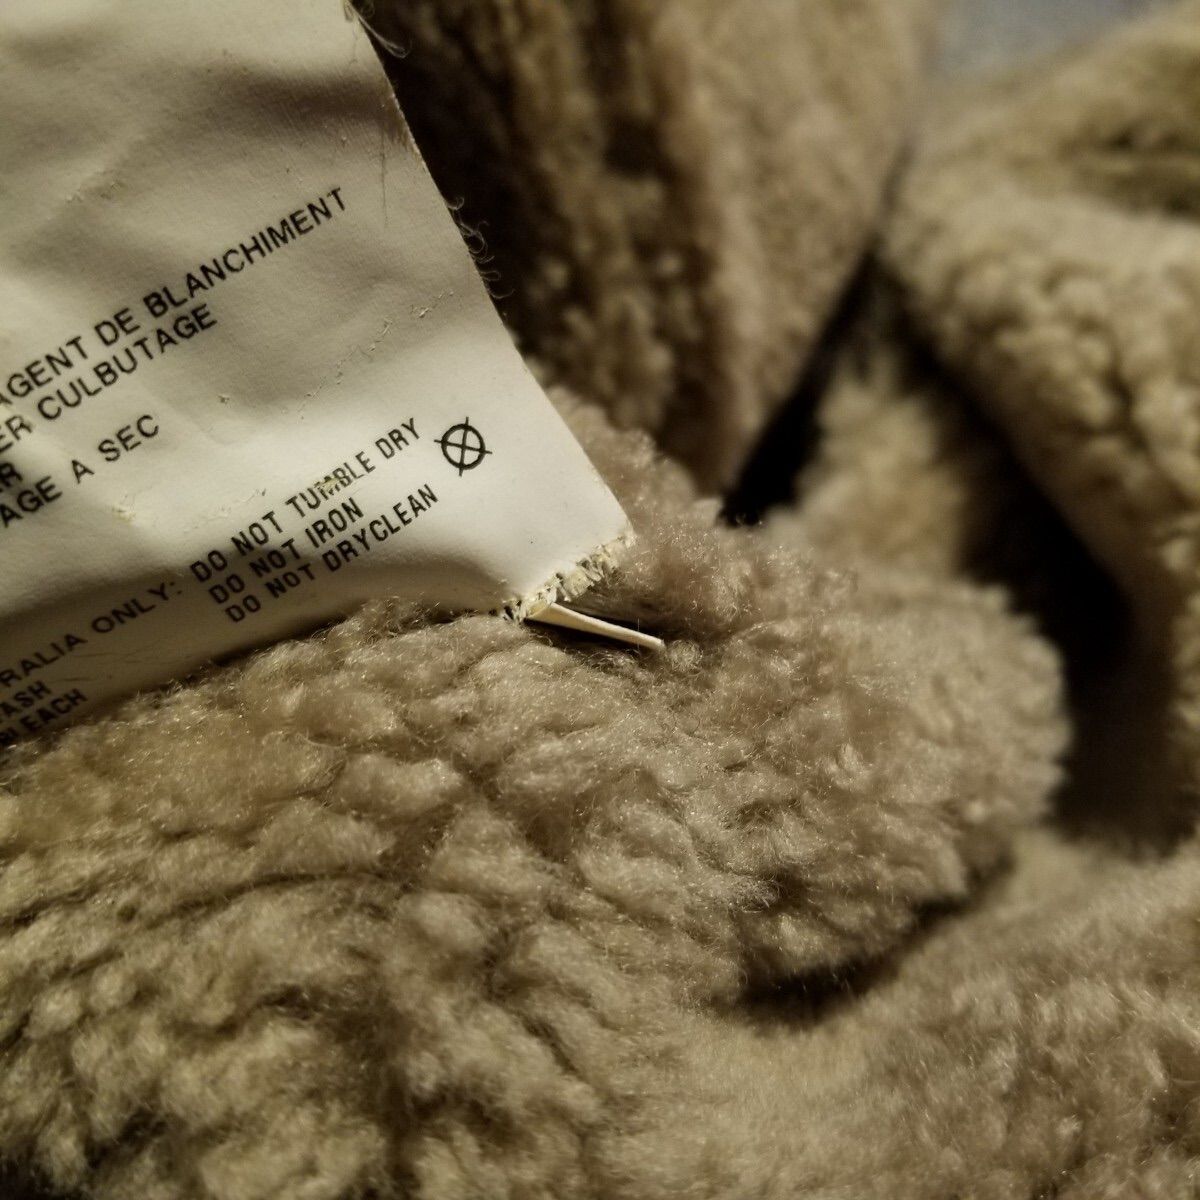 AGENT DE BLANCHIMENT
ER CULBUTAGE
R
AGE A SEC
RALIA ONLY: DO NOT TUMBLE DRY
ASH DO NOT IRON
BLEACH DO NOT DRYCLEAN